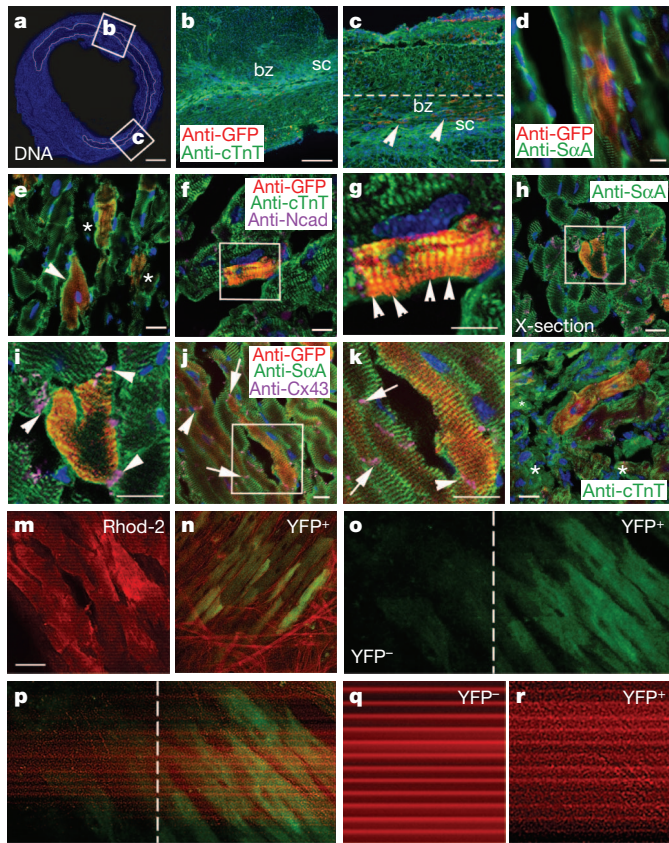 a
b
c
DNA
b
bz
sc
Anti-GFP
Anti-cTnT
c
bz
sc
d
Anti-GFP
Anti-SαA
e
*
*
f
Anti-GFP
Anti-cTnT
Anti-Ncad
g
h
Anti-SαA
X-section
i
j
Anti-GFP
Anti-SαA
Anti-Cx43
k
l
*
*
*
Anti-cTnT
m
Rhod-2
n
YFP⁺
o
YFP⁺
YFP⁻
p
q
YFP⁻
r
YFP⁺